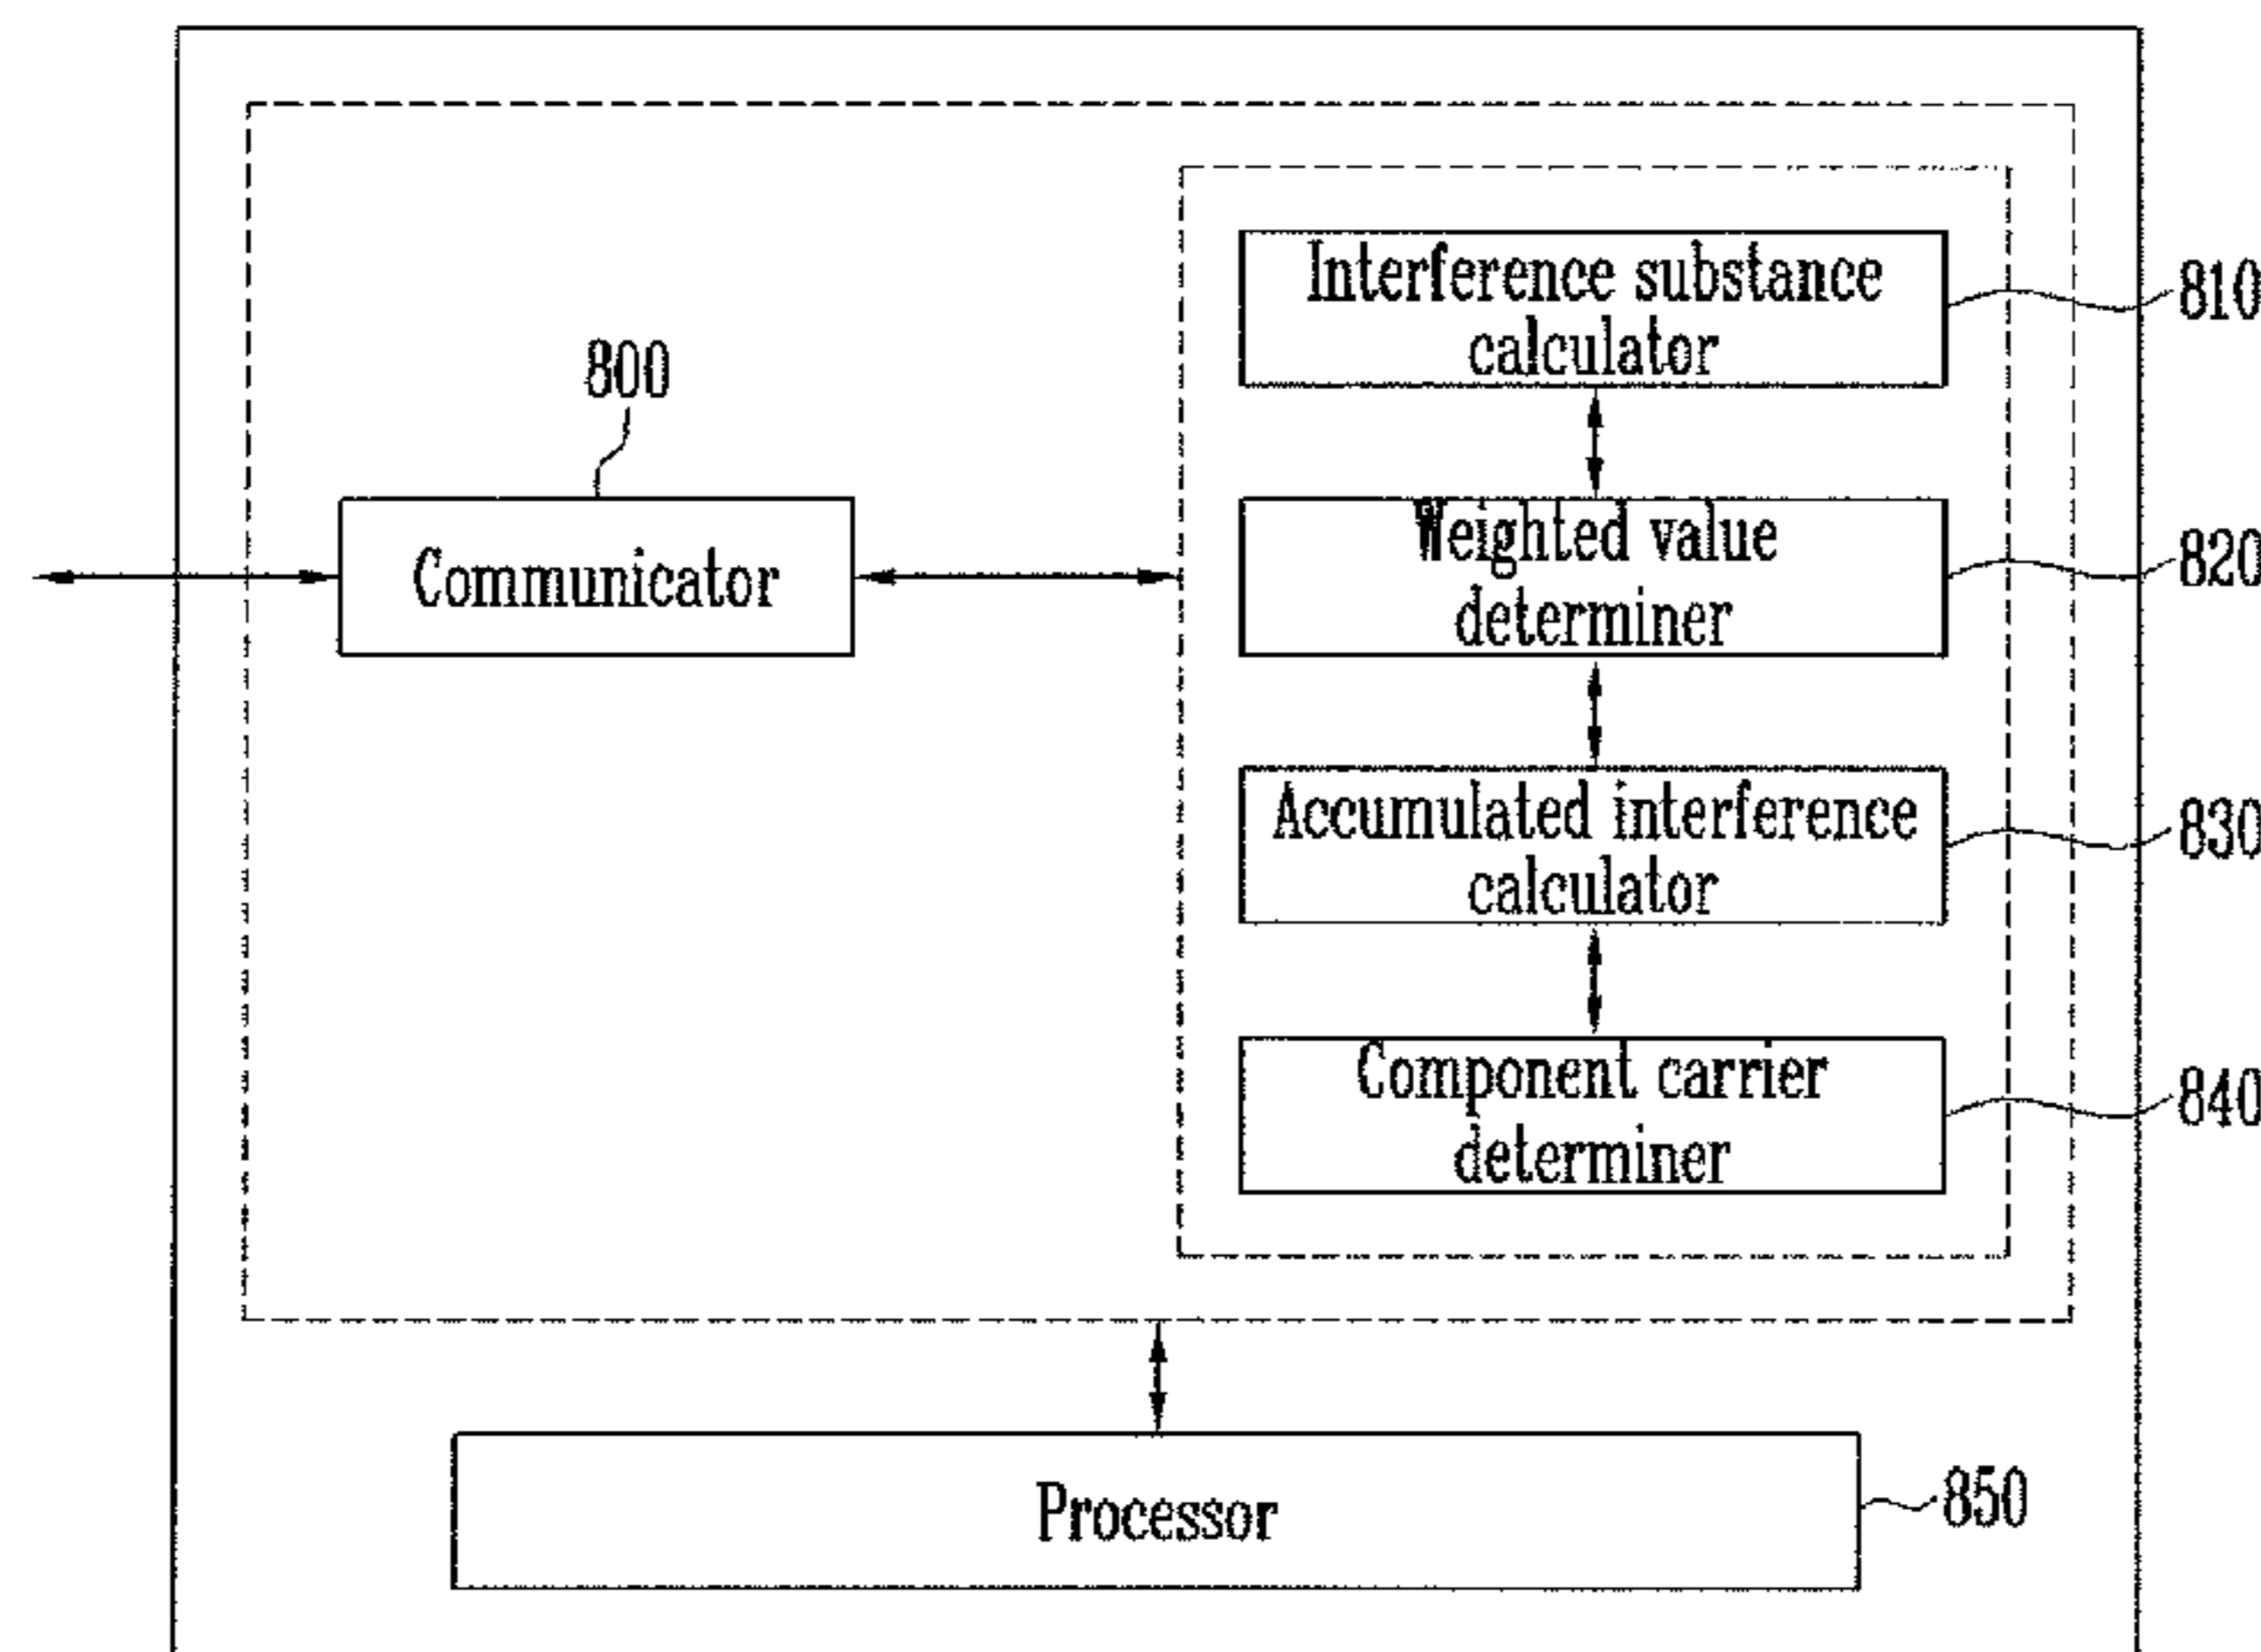 Interference substance
calculator
810
800
Communicator
Weighted value
determiner
820
Accumulated interference
calculator
830
Component carrier
determiner
840
Processor
850